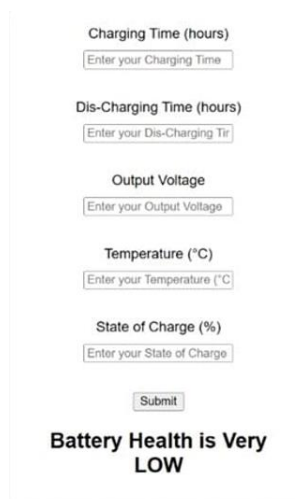 Charging Time (hours)
Enter your Charging Time
Dis-Charging Time (hours)
Enter your Dis-Charging Tir
Output Voltage
Enter your Output Voltage
Temperature (°C)
Enter your Temperature (°C
State of Charge (%)
Enter your State of Charge
Submit
Battery Health is Very
LOW